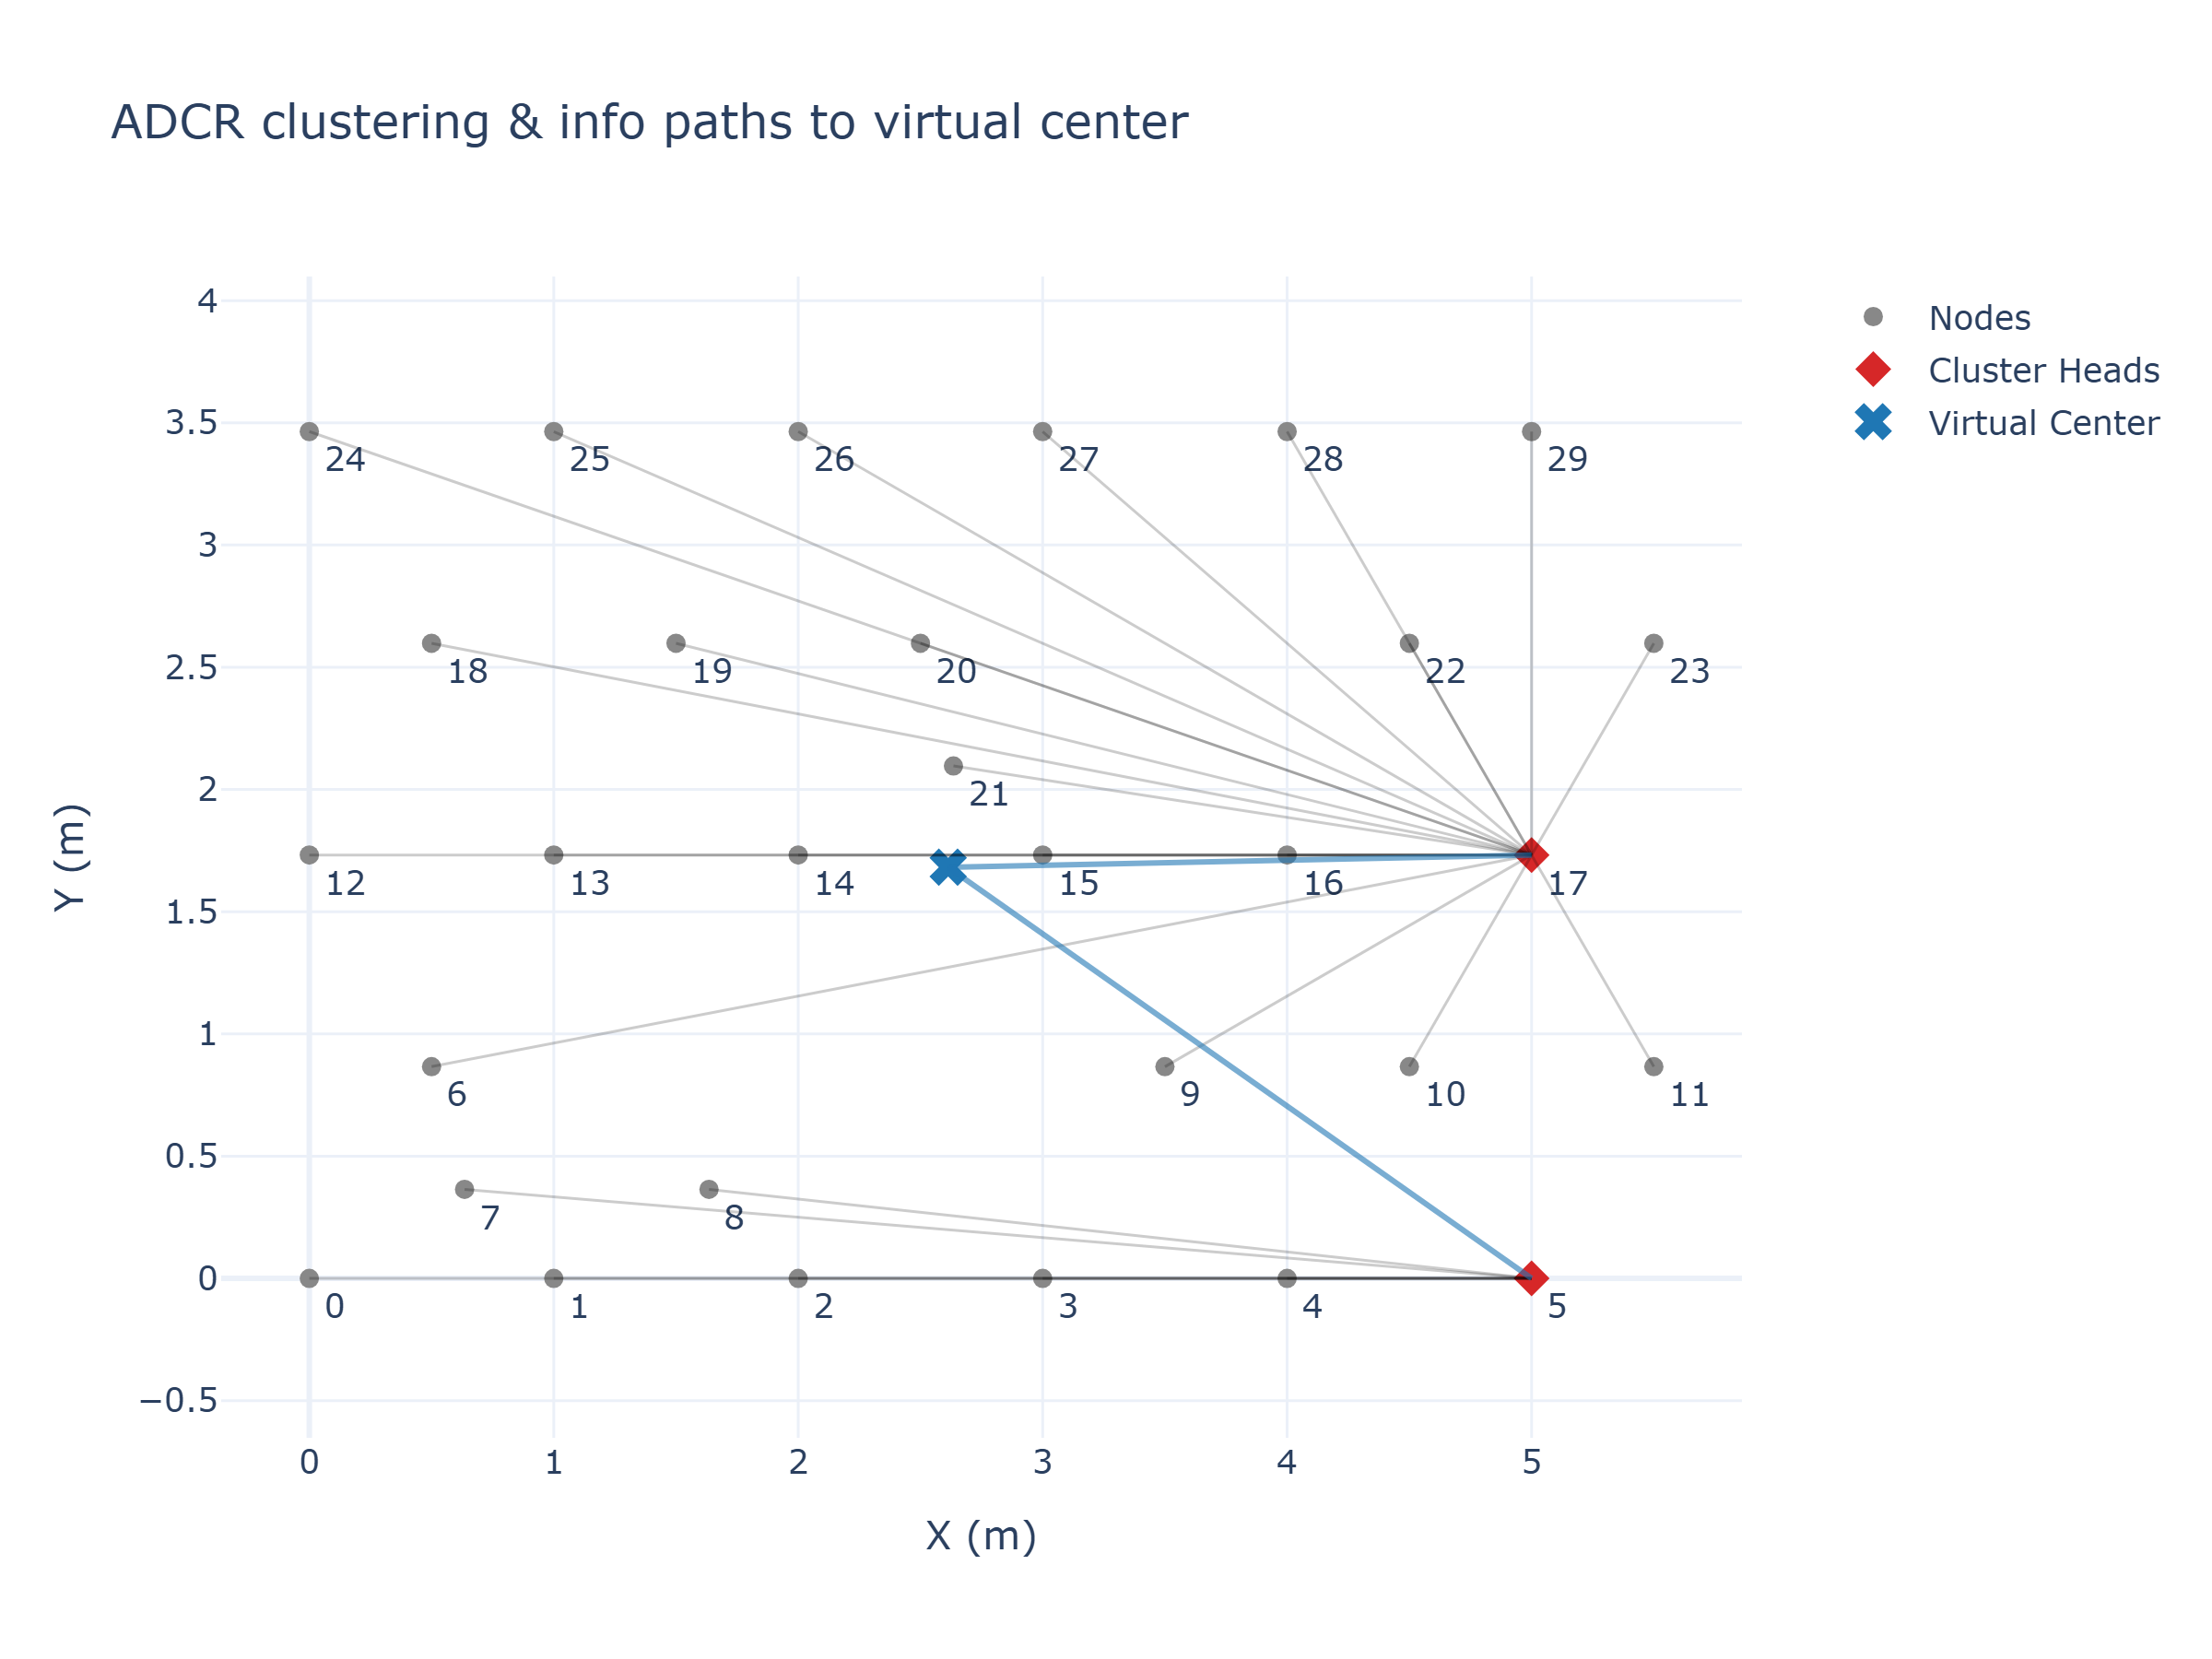 ADCR clustering & info paths to virtual center
Nodes
Cluster Heads
Virtual Center
4
3.5
3
2.5
2
1.5
1
0.5
0
−0.5
Y (m)
24 25 26 27 28 29
18 19 20 22 23
21
12 13 14 15 16 17
6 9 10 11
7 8
0 1 2 3 4 5
0 1 2 3 4 5
X (m)